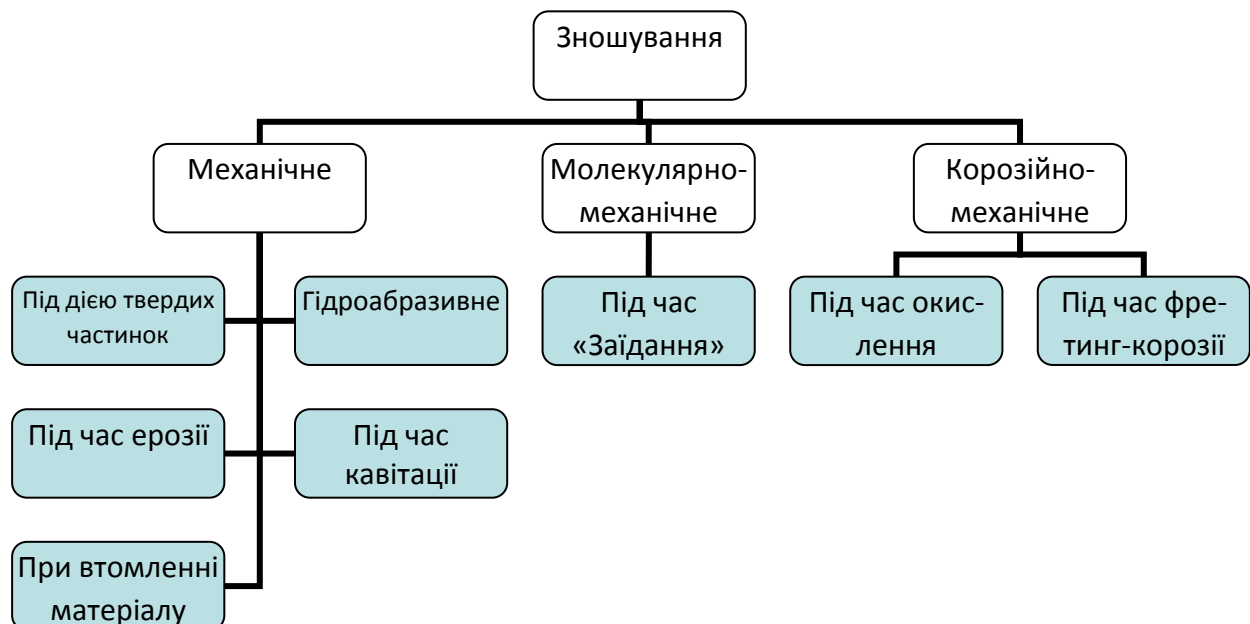 Зношування
Механічне
Молекулярно-
механічне
Корозійно-
механічне
Під дією твердих
частинок
Гідроабразивне
Під час
«Заїдання»
Під час окис-
лення
Під час фре-
тинг-корозії
Під час ерозії
Під час
кавітації
При втомленні
матеріалу